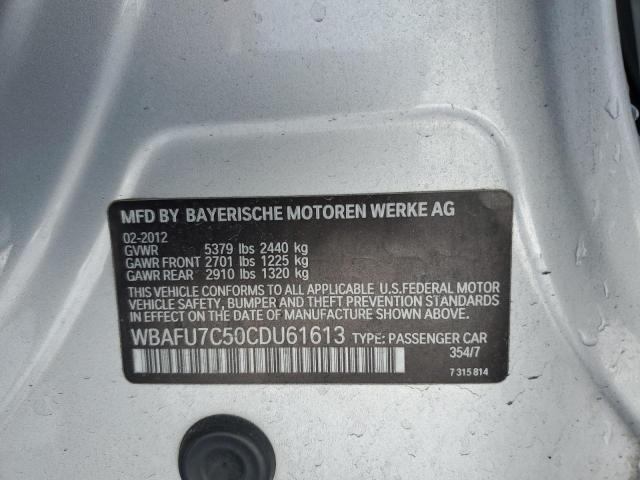 MFD BY BAYERISCHE MOTOREN WERKE AG
02-2012
GVWR 5379 lbs 2440 kg
GAWR FRONT 2701 lbs 1225 kg
GAWR REAR 2910 lbs 1320 kg
THIS VEHICLE CONFORMS TO ALL APPLICABLE U.S.FEDERAL MOTOR
VEHICLE SAFETY, BUMPER AND THEFT PREVENTION STANDARDS
IN EFFECT ON THE DATE OF MANUFACTURE SHOWN ABOVE.
WBAFU7C50CDU61613 TYPE: PASSENGER CAR
354/7
7 315 814